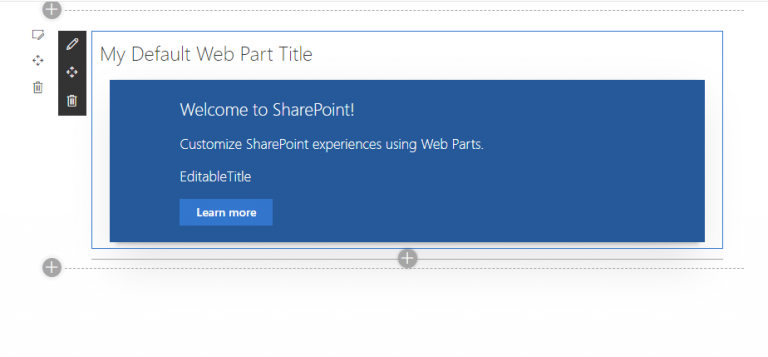 My Default Web Part Title
Welcome to SharePoint!
Customize SharePoint experiences using Web Parts.
EditableTitle
Learn more